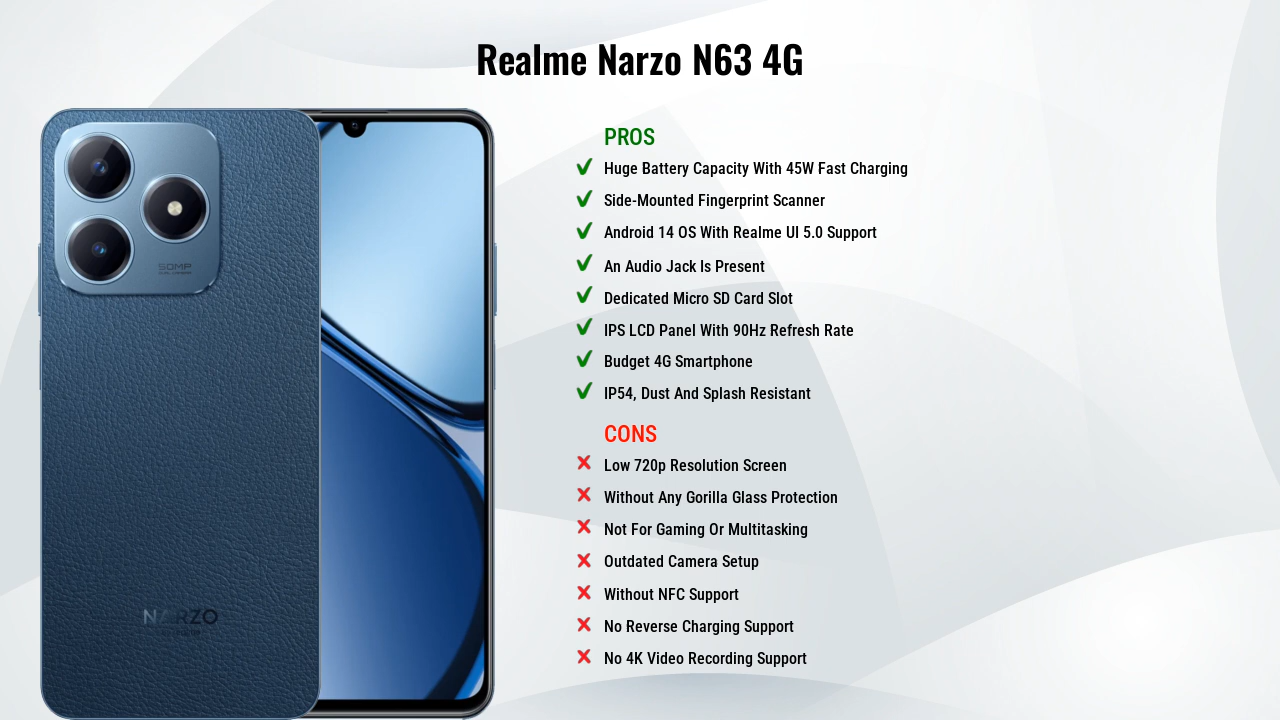 Realme Narzo N63 4G
PROS
Huge Battery Capacity With 45W Fast Charging
Side-Mounted Fingerprint Scanner
Android 14 OS With Realme UI 5.0 Support
An Audio Jack Is Present
Dedicated Micro SD Card Slot
IPS LCD Panel With 90Hz Refresh Rate
Budget 4G Smartphone
IP54, Dust And Splash Resistant
CONS
Low 720p Resolution Screen
Without Any Gorilla Glass Protection
Not For Gaming Or Multitasking
Outdated Camera Setup
Without NFC Support
No Reverse Charging Support
No 4K Video Recording Support
50MP
NARZO